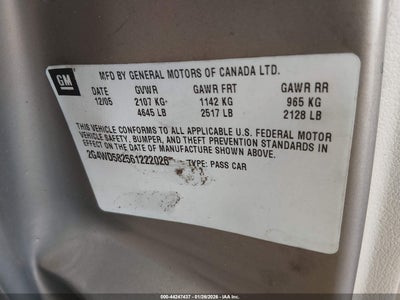 GM
MFD BY GENERAL MOTORS OF CANADA LTD.
DATE GVWR GAWR FRT GAWR RR
12/05 2107 KG 1142 KG 965 KG
4645 LB 2517 LB 2128 LB
THIS VEHICLE CONFORMS TO ALL APPLICABLE U.S. FEDERAL MOTOR
VEHICLE SAFETY, BUMPER, AND THEFT PREVENTION STANDARDS IN
EFFECT ON THE DATE OF MANUFACTURE SHOWN ABOVE.
2G4WD582561222026 TYPE: PASS CAR
000-44247437 - 01/28/2026 - IAA Inc.